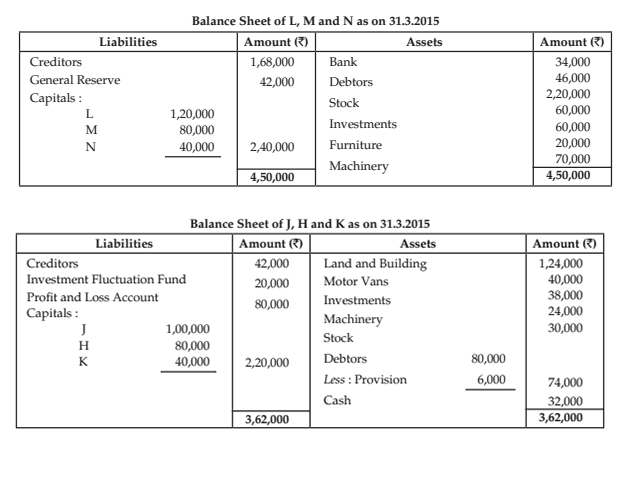 Balance Sheet of L, M and N as on 31.3.2015
Liabilities Amount (₹) Assets Amount (₹)
Creditors 1,68,000 Bank 34,000
General Reserve 42,000 Debtors 46,000
Capitals : Stock 2,20,000
L 1,20,000 60,000
M 80,000 Investments 60,000
N 40,000 2,40,000 Furniture 20,000
Machinery 70,000
4,50,000 4,50,000
Balance Sheet of J, H and K as on 31.3.2015
Liabilities Amount (₹) Assets Amount (₹)
Creditors 42,000 Land and Building 1,24,000
Investment Fluctuation Fund 20,000 Motor Vans 40,000
Profit and Loss Account 80,000 Investments 38,000
Capitals : Machinery 24,000
J 1,00,000 Stock 30,000
H 80,000 Debtors 80,000
K 40,000 2,20,000 Less : Provision 6,000 74,000
Cash 32,000
3,62,000 3,62,000